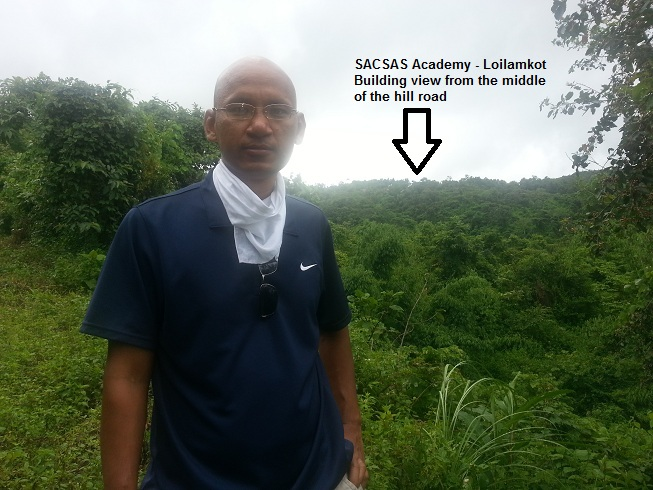 SACSAS Academy - Loilamkot
Building view from the middle
of the hill road